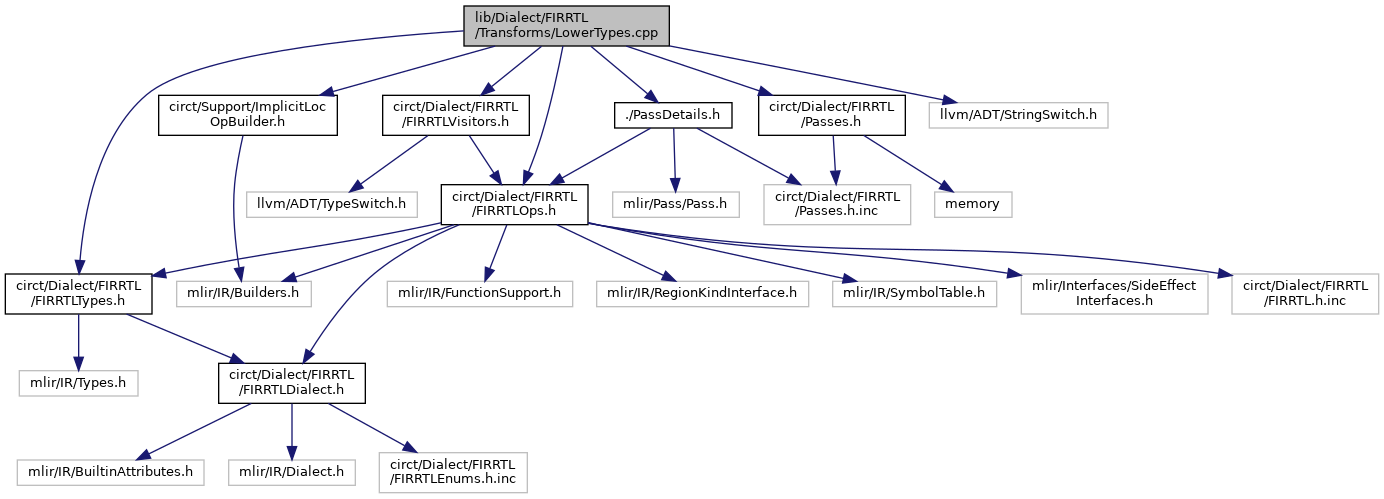 lib/Dialect/FIRRTL
/Transforms/LowerTypes.cpp
circt/Support/ImplicitLoc
OpBuilder.h
circt/Dialect/FIRRTL
/FIRRTLVisitors.h
./PassDetails.h
circt/Dialect/FIRRTL
/Passes.h
llvm/ADT/StringSwitch.h
llvm/ADT/TypeSwitch.h
circt/Dialect/FIRRTL
/FIRRTLOps.h
mlir/Pass/Pass.h
circt/Dialect/FIRRTL
/Passes.h.inc
memory
circt/Dialect/FIRRTL
/FIRRTLTypes.h
mlir/IR/Builders.h
mlir/IR/FunctionSupport.h
mlir/IR/RegionKindInterface.h
mlir/IR/SymbolTable.h
mlir/Interfaces/SideEffect
Interfaces.h
circt/Dialect/FIRRTL
/FIRRTL.h.inc
mlir/IR/Types.h
circt/Dialect/FIRRTL
/FIRRTLDialect.h
mlir/IR/BuiltinAttributes.h
mlir/IR/Dialect.h
circt/Dialect/FIRRTL
/FIRRTLEnums.h.inc